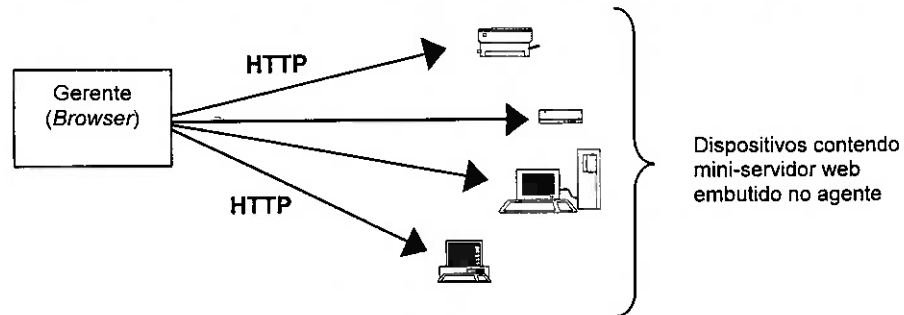 HTTP
Gerente
(Browser)
HTTP
Dispositivos contendo
mini-servidor web
embutido no agente